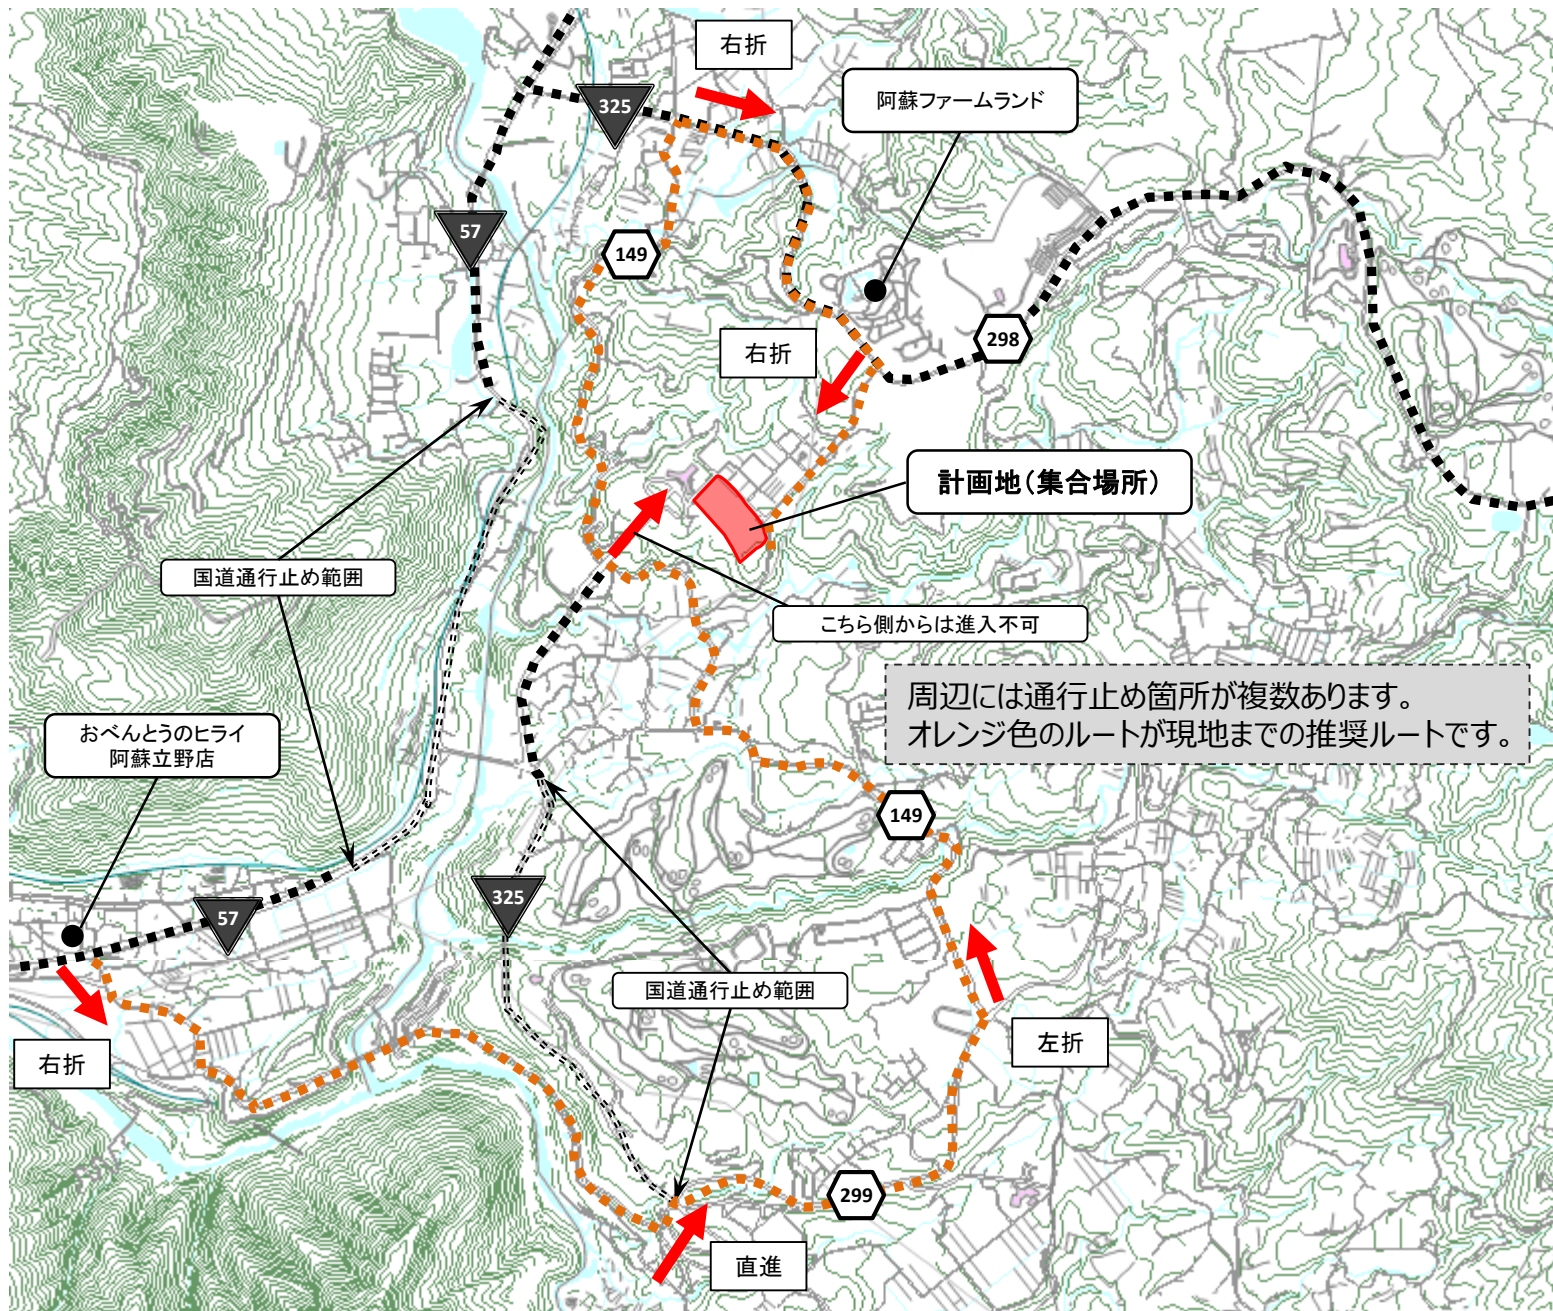 右折
325
阿蘇ファームランド
57
149
298
右折
計画地（集合場所）
国道通行止め範囲
こちら側からは進入不可
周辺には通行止め箇所が複数あります。
オレンジ色のルートが現地までの推奨ルートです。
おべんとうのヒライ
阿蘇立野店
149
325
57
国道通行止め範囲
左折
右折
299
直進